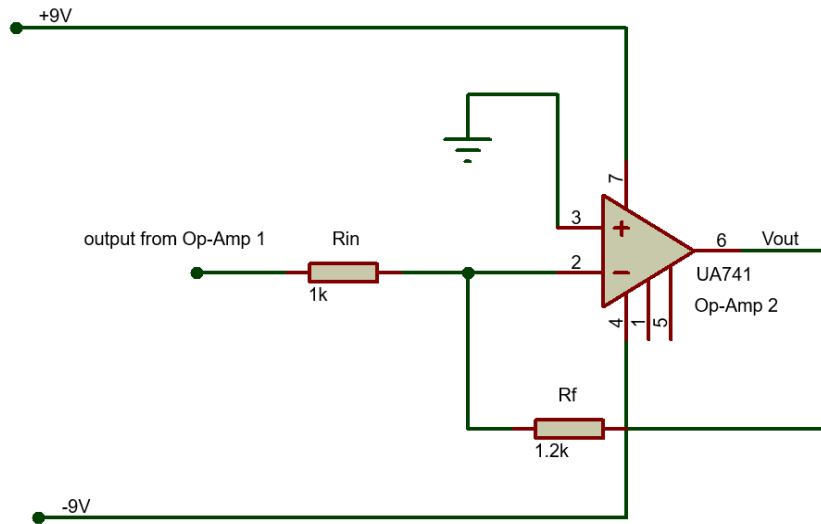 +9V
7
3
+
output from Op-Amp 1
Rin
6
Vout
2
−
1k
UA741
Op-Amp 2
4
1
5
Rf
1.2k
-9V